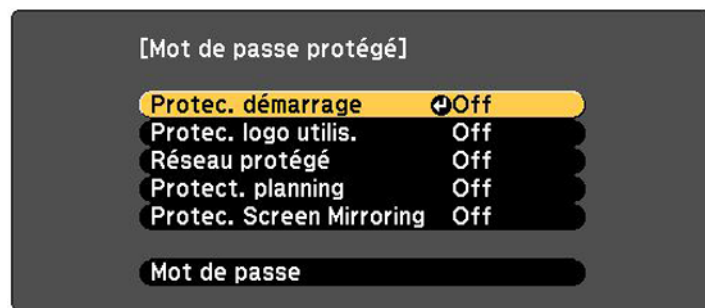 [Mot de passe protégé]
Protec. démarrage Off
Protec. logo utilis. Off
Réseau protégé Off
Protect. planning Off
Protec. Screen Mirroring Off
Mot de passe